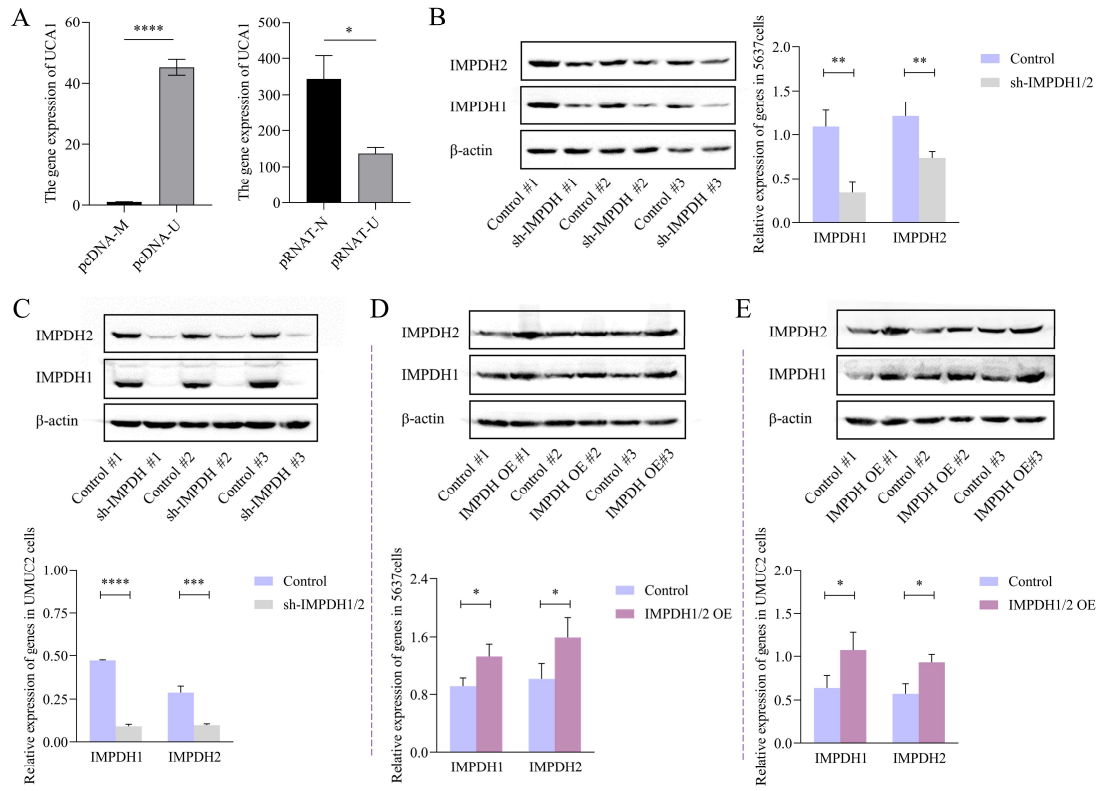 A
The gene expression of UCA1
60
40
20
0
****
pcDNA-M
pcDNA-U
The gene expression of UCA1
500
400
300
200
100
0
*
pRNAT-N
pRNAT-U
B
IMPDH2
IMPDH1
β-actin
Control #1
sh-IMPDH #1
Control #2
sh-IMPDH #2
Control #3
sh-IMPDH #3
Relative expression of genes in 5637cells
2.0
1.5
1.0
0.5
0.0
**
**
IMPDH1
IMPDH2
Control
sh-IMPDH1/2
C
IMPDH2
IMPDH1
β-actin
Control #1
sh-IMPDH #1
Control #2
sh-IMPDH #2
Control #3
sh-IMPDH #3
Relative expression of genes in UMUC2 cells
1.00
0.75
0.50
0.25
0.00
****
***
IMPDH1
IMPDH2
Control
sh-IMPDH1/2
D
IMPDH2
IMPDH1
β-actin
Control #1
IMPDH OE #1
Control #2
IMPDH OE #2
Control #3
IMPDH OE#3
Relative expression of genes in 5637cells
2.4
1.6
0.8
0.0
*
*
IMPDH1
IMPDH2
Control
IMPDH1/2 OE
E
IMPDH2
IMPDH1
β-actin
Control #1
IMPDH OE #1
Control #2
IMPDH OE #2
Control #3
IMPDH OE#3
Relative expression of genes in UMUC2 cells
2.0
1.5
1.0
0.5
0.0
*
*
IMPDH1
IMPDH2
Control
IMPDH1/2 OE